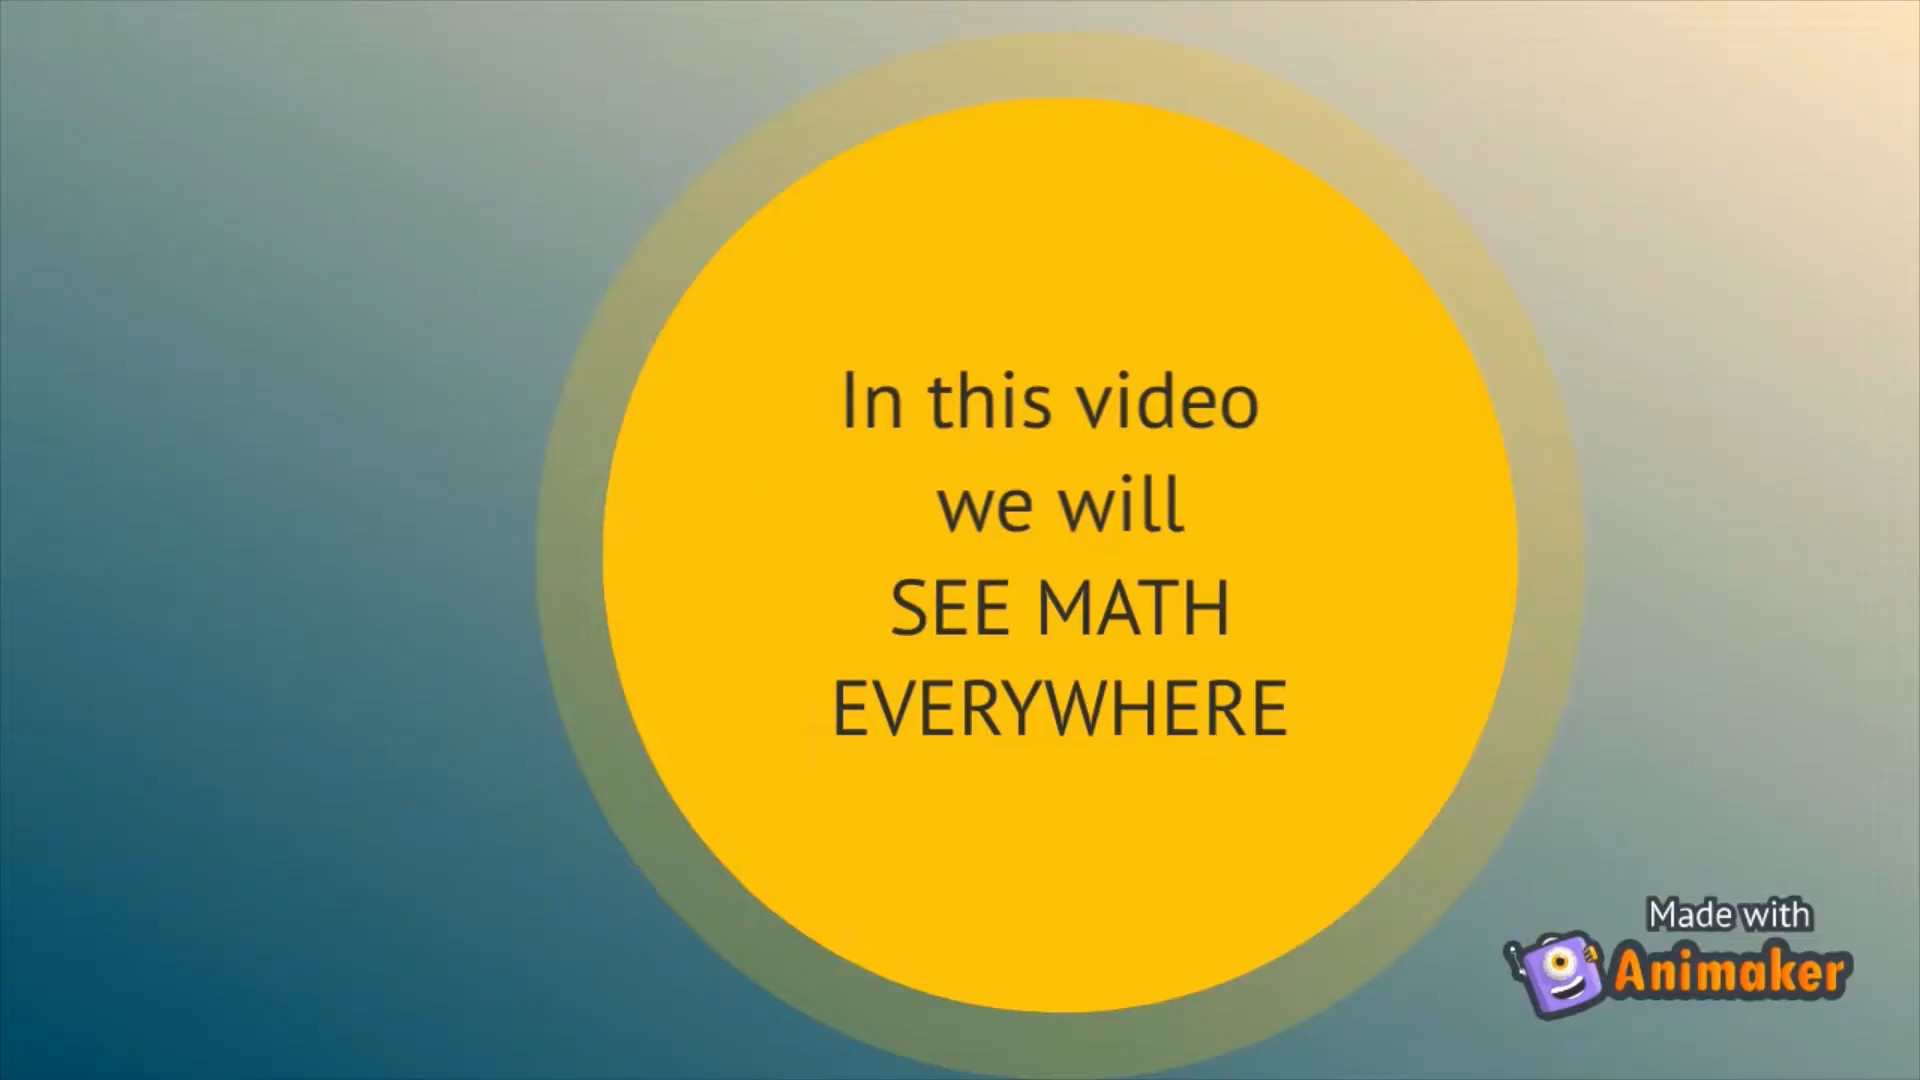 In this video
we will
SEE MATH
EVERYWHERE
Made with
Animaker